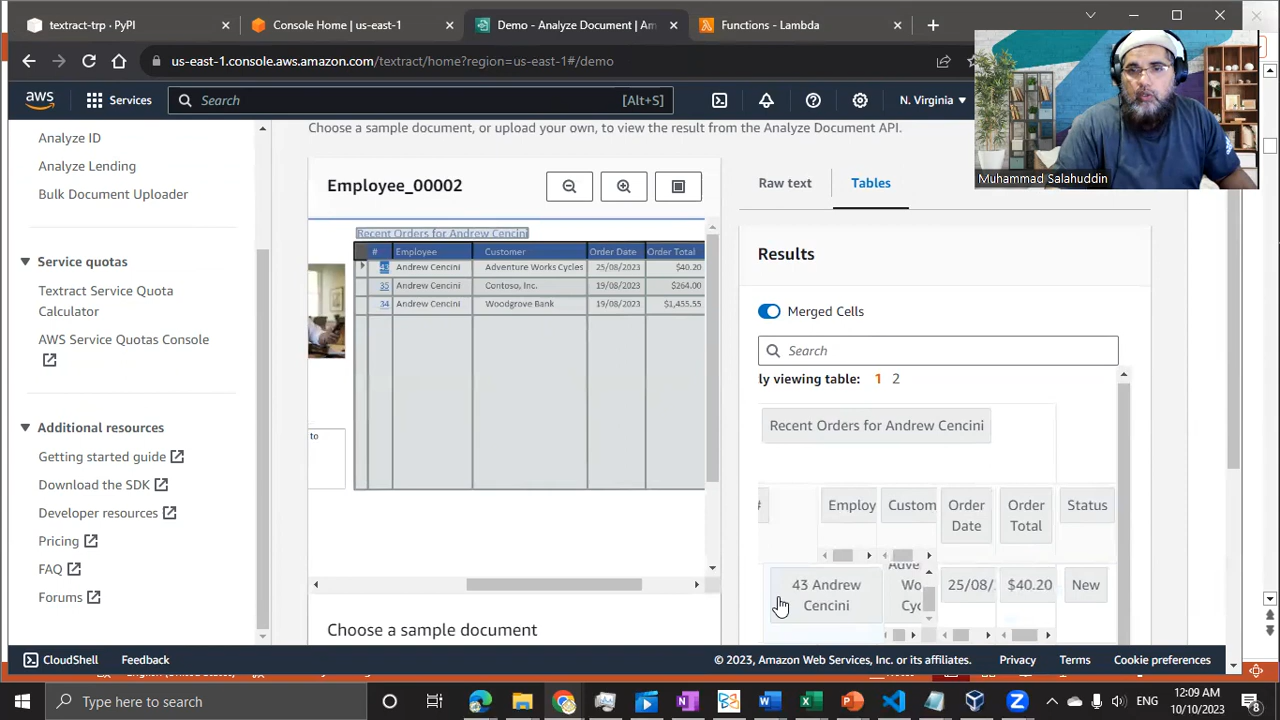 textract-trp · PyPI
Console Home | us-east-1
Demo - Analyze Document | Am
Functions - Lambda
us-east-1.console.aws.amazon.com/textract/home?region=us-east-1#/demo
aws
Services
Search
[Alt+S]
N. Virginia
Muhammad Salahuddin
Analyze ID
Analyze Lending
Bulk Document Uploader
Service quotas
Textract Service Quota
Calculator
AWS Service Quotas Console
Additional resources
Getting started guide
Download the SDK
Developer resources
Pricing
FAQ
Forums
Choose a sample document, or upload your own, to view the result from the Analyze Document API.
Employee_00002
Recent Orders for Andrew Cencini
# Employee Customer Order Date Order Total
43 Andrew Cencini Adventure Works Cycles 25/08/2023 $40.20
35 Andrew Cencini Contoso, Inc. 19/08/2023 $264.00
34 Andrew Cencini Woodgrove Bank 19/08/2023 $1,455.55
to
Choose a sample document
Raw text
Tables
Results
Merged Cells
Search
ly viewing table: 1 2
Recent Orders for Andrew Cencini
# Employ Custom Order Date Order Total Status
43 Andrew Cencini Adve Wo Cyc 25/08/ $40.20 New
CloudShell
Feedback
© 2023, Amazon Web Services, Inc. or its affiliates.
Privacy
Terms
Cookie preferences
Type here to search
ENG
12:09 AM
10/10/2023
8